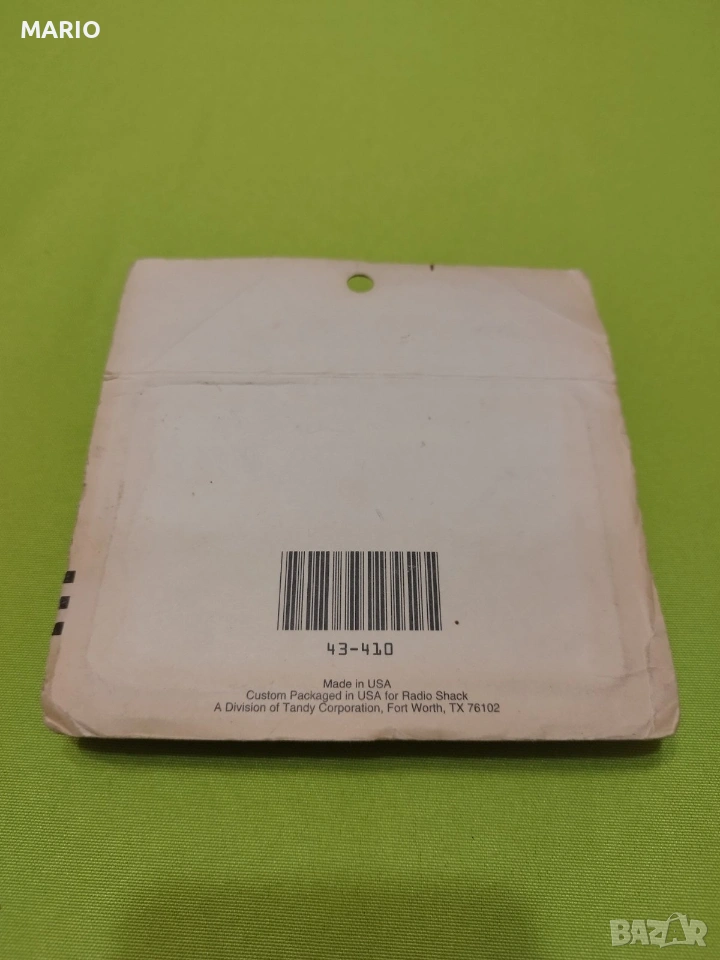 MARIO
43-410
Made in USA
Custom Packaged in USA for Radio Shack
A Division of Tandy Corporation, Fort Worth, TX 76102
BAZAR